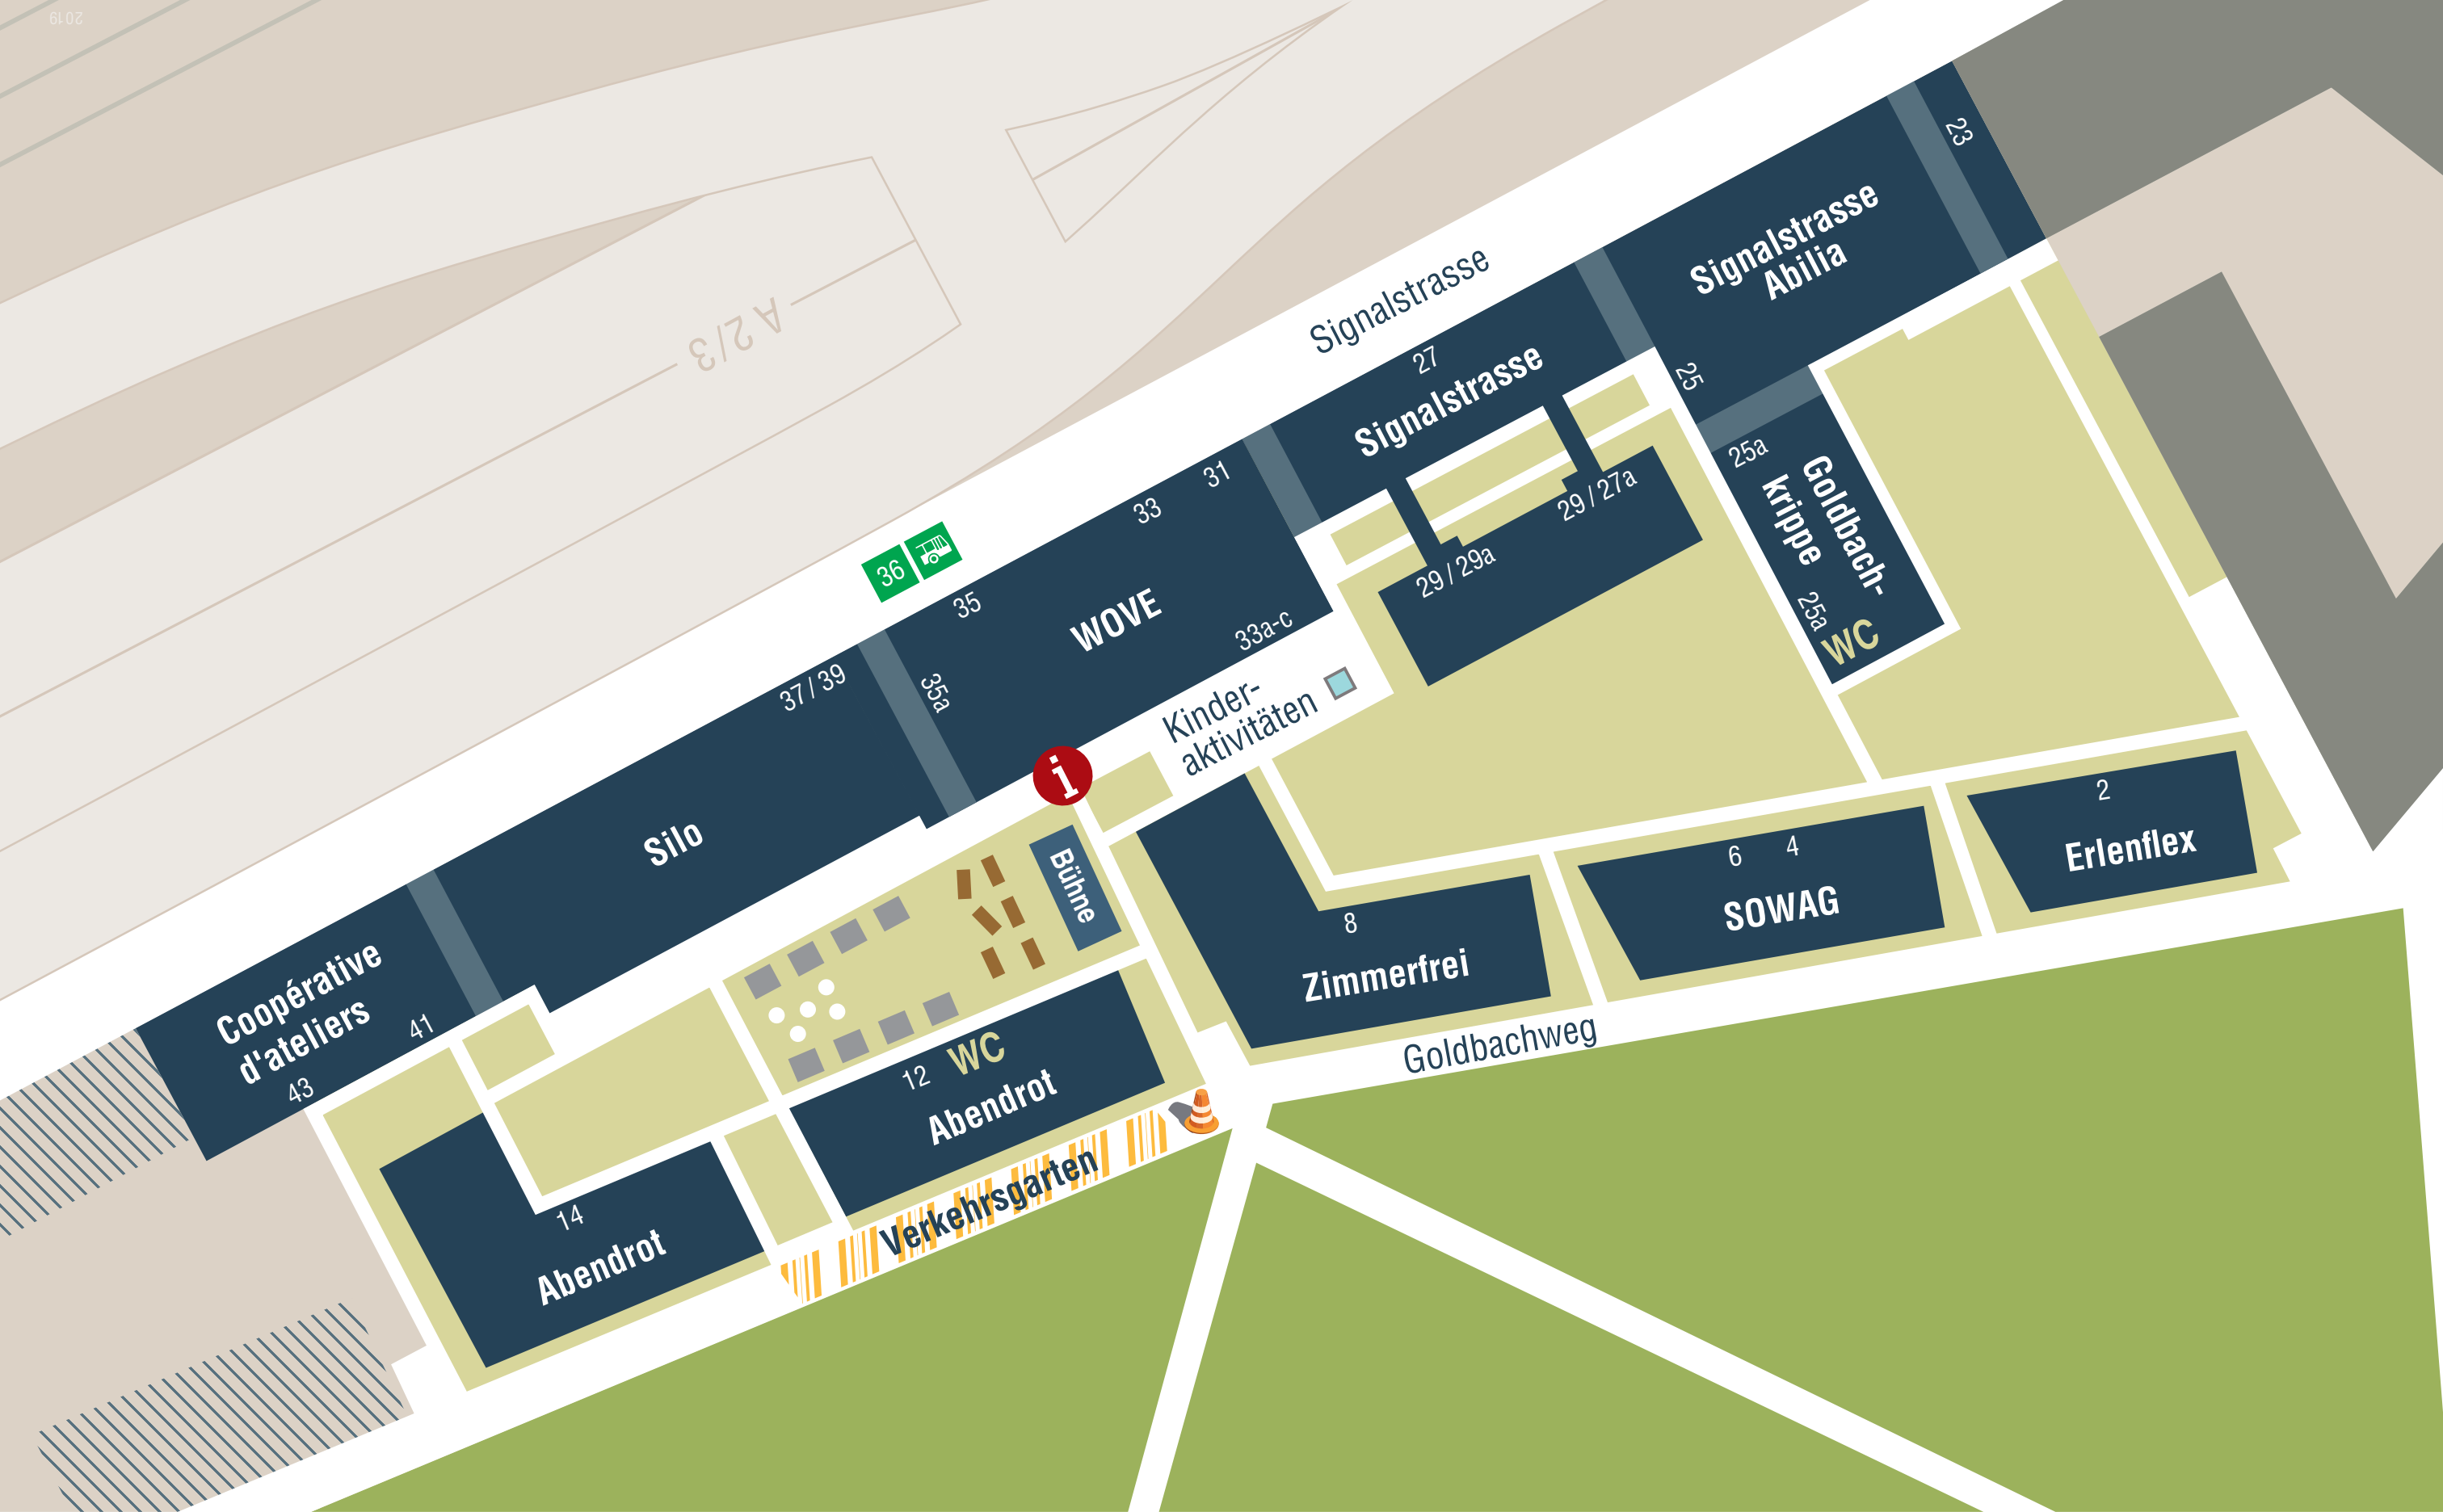 2019
A 2/3
Signalstrasse
23
Signalstrasse
Abilia
25
25a
Goldbach-
krippe
25a
WC
27
Signalstrasse
29 / 27a
29 / 29a
31
33
35
WOVE
33a-c
35a
36
37 / 39
Silo
Kinder-
aktivitäten
i
Bühne
Coopérative
d'ateliers
41
43
2
Erlenflex
6 4
SOWAG
8
Zimmerfrei
Goldbachweg
12 WC
Abendrot
Verkehrsgarten
14
Abendrot